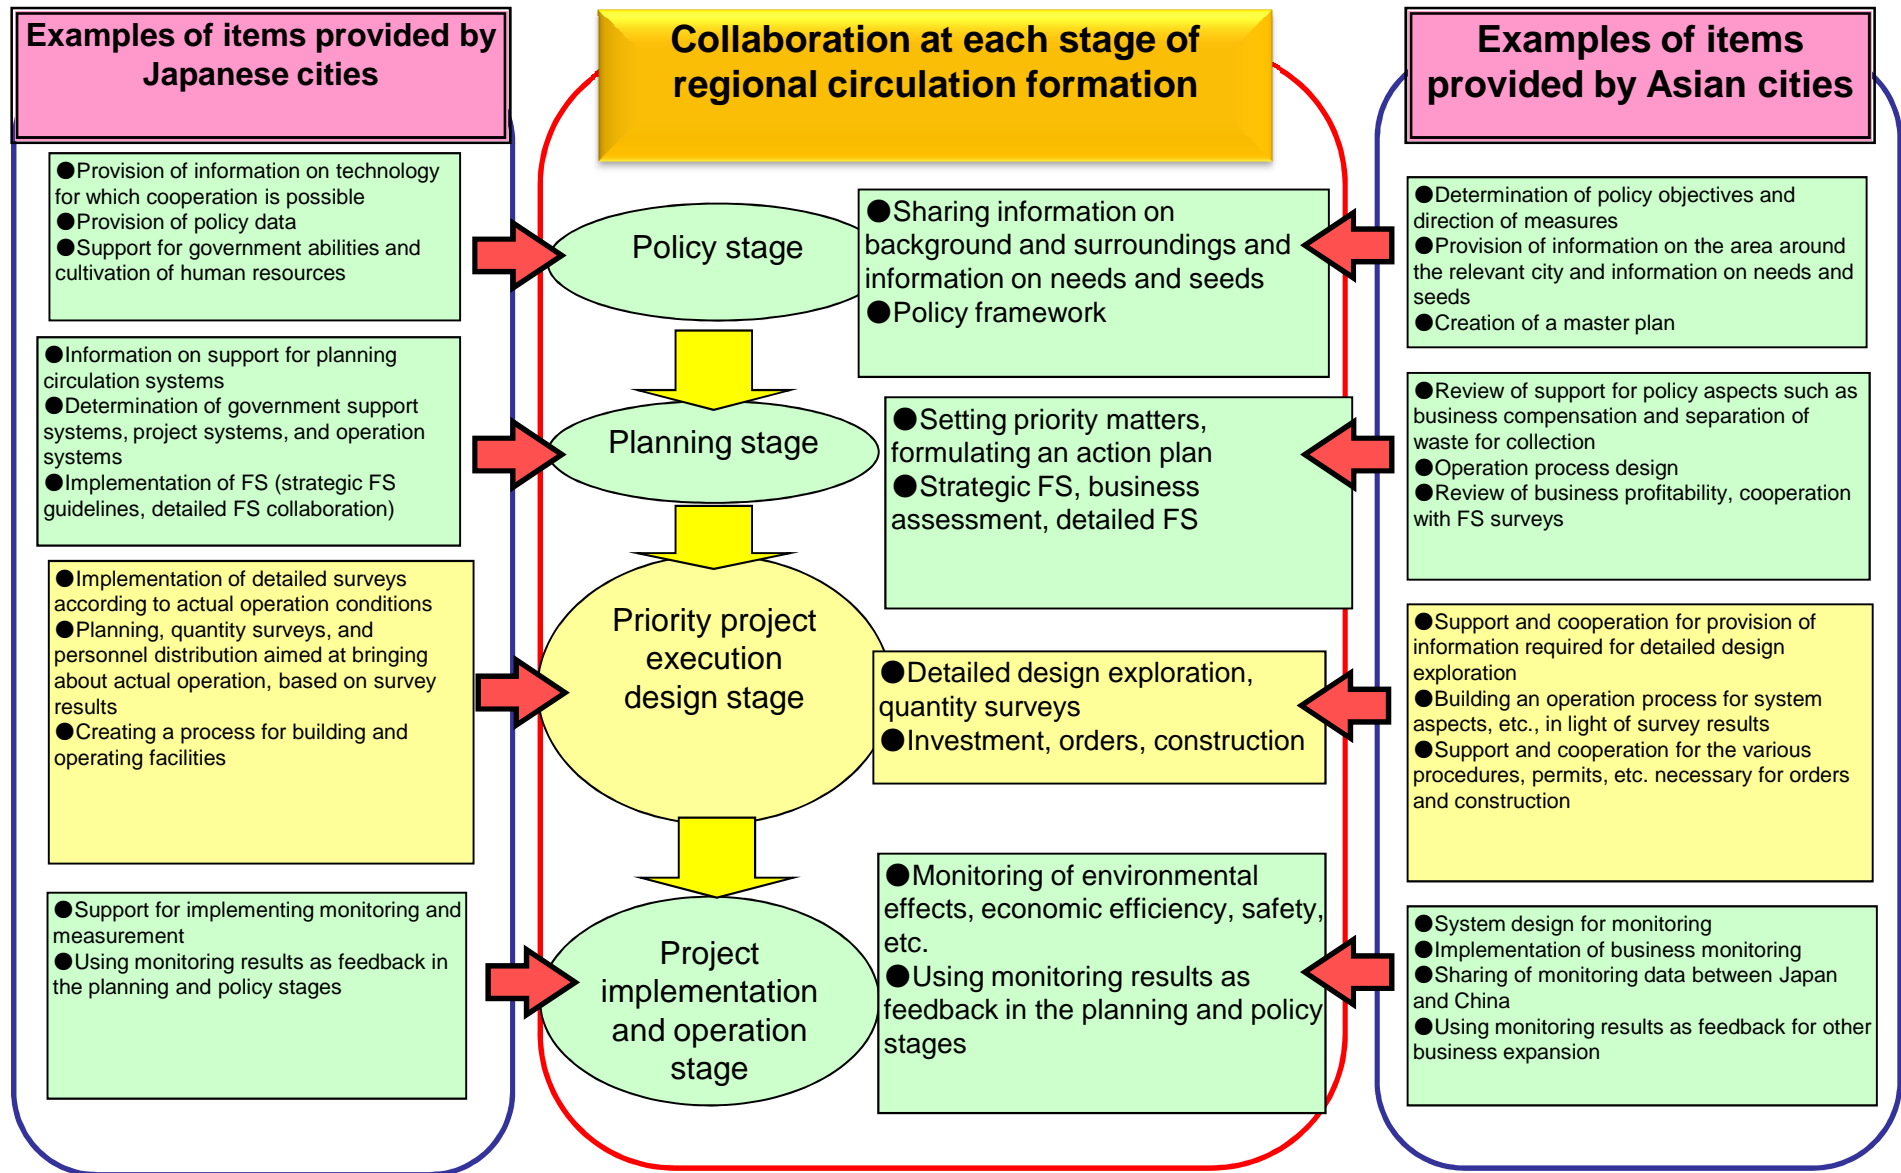 Examples of items provided by
Japanese cities
●Provision of information on technology
for which cooperation is possible
●Provision of policy data
●Support for government abilities and
cultivation of human resources
●Information on support for planning
circulation systems
●Determination of government support
systems, project systems, and operation
systems
●Implementation of FS (strategic FS
guidelines, detailed FS collaboration)
●Implementation of detailed surveys
according to actual operation conditions
●Planning, quantity surveys, and
personnel distribution aimed at bringing
about actual operation, based on survey
results
●Creating a process for building and
operating facilities
●Support for implementing monitoring and
measurement
●Using monitoring results as feedback in
the planning and policy stages
Collaboration at each stage of
regional circulation formation
Policy stage
●Sharing information on
background and surroundings and
information on needs and seeds
●Policy framework
Planning stage
●Setting priority matters,
formulating an action plan
●Strategic FS, business
assessment, detailed FS
Priority project
execution
design stage
●Detailed design exploration,
quantity surveys
●Investment, orders, construction
Project
implementation
and operation
stage
●Monitoring of environmental
effects, economic efficiency, safety,
etc.
●Using monitoring results as
feedback in the planning and policy
stages
Examples of items
provided by Asian cities
●Determination of policy objectives and
direction of measures
●Provision of information on the area around
the relevant city and information on needs and
seeds
●Creation of a master plan
●Review of support for policy aspects such as
business compensation and separation of
waste for collection
●Operation process design
●Review of business profitability, cooperation
with FS surveys
●Support and cooperation for provision of
information required for detailed design
exploration
●Building an operation process for system
aspects, etc., in light of survey results
●Support and cooperation for the various
procedures, permits, etc. necessary for orders
and construction
●System design for monitoring
●Implementation of business monitoring
●Sharing of monitoring data between Japan
and China
●Using monitoring results as feedback for other
business expansion